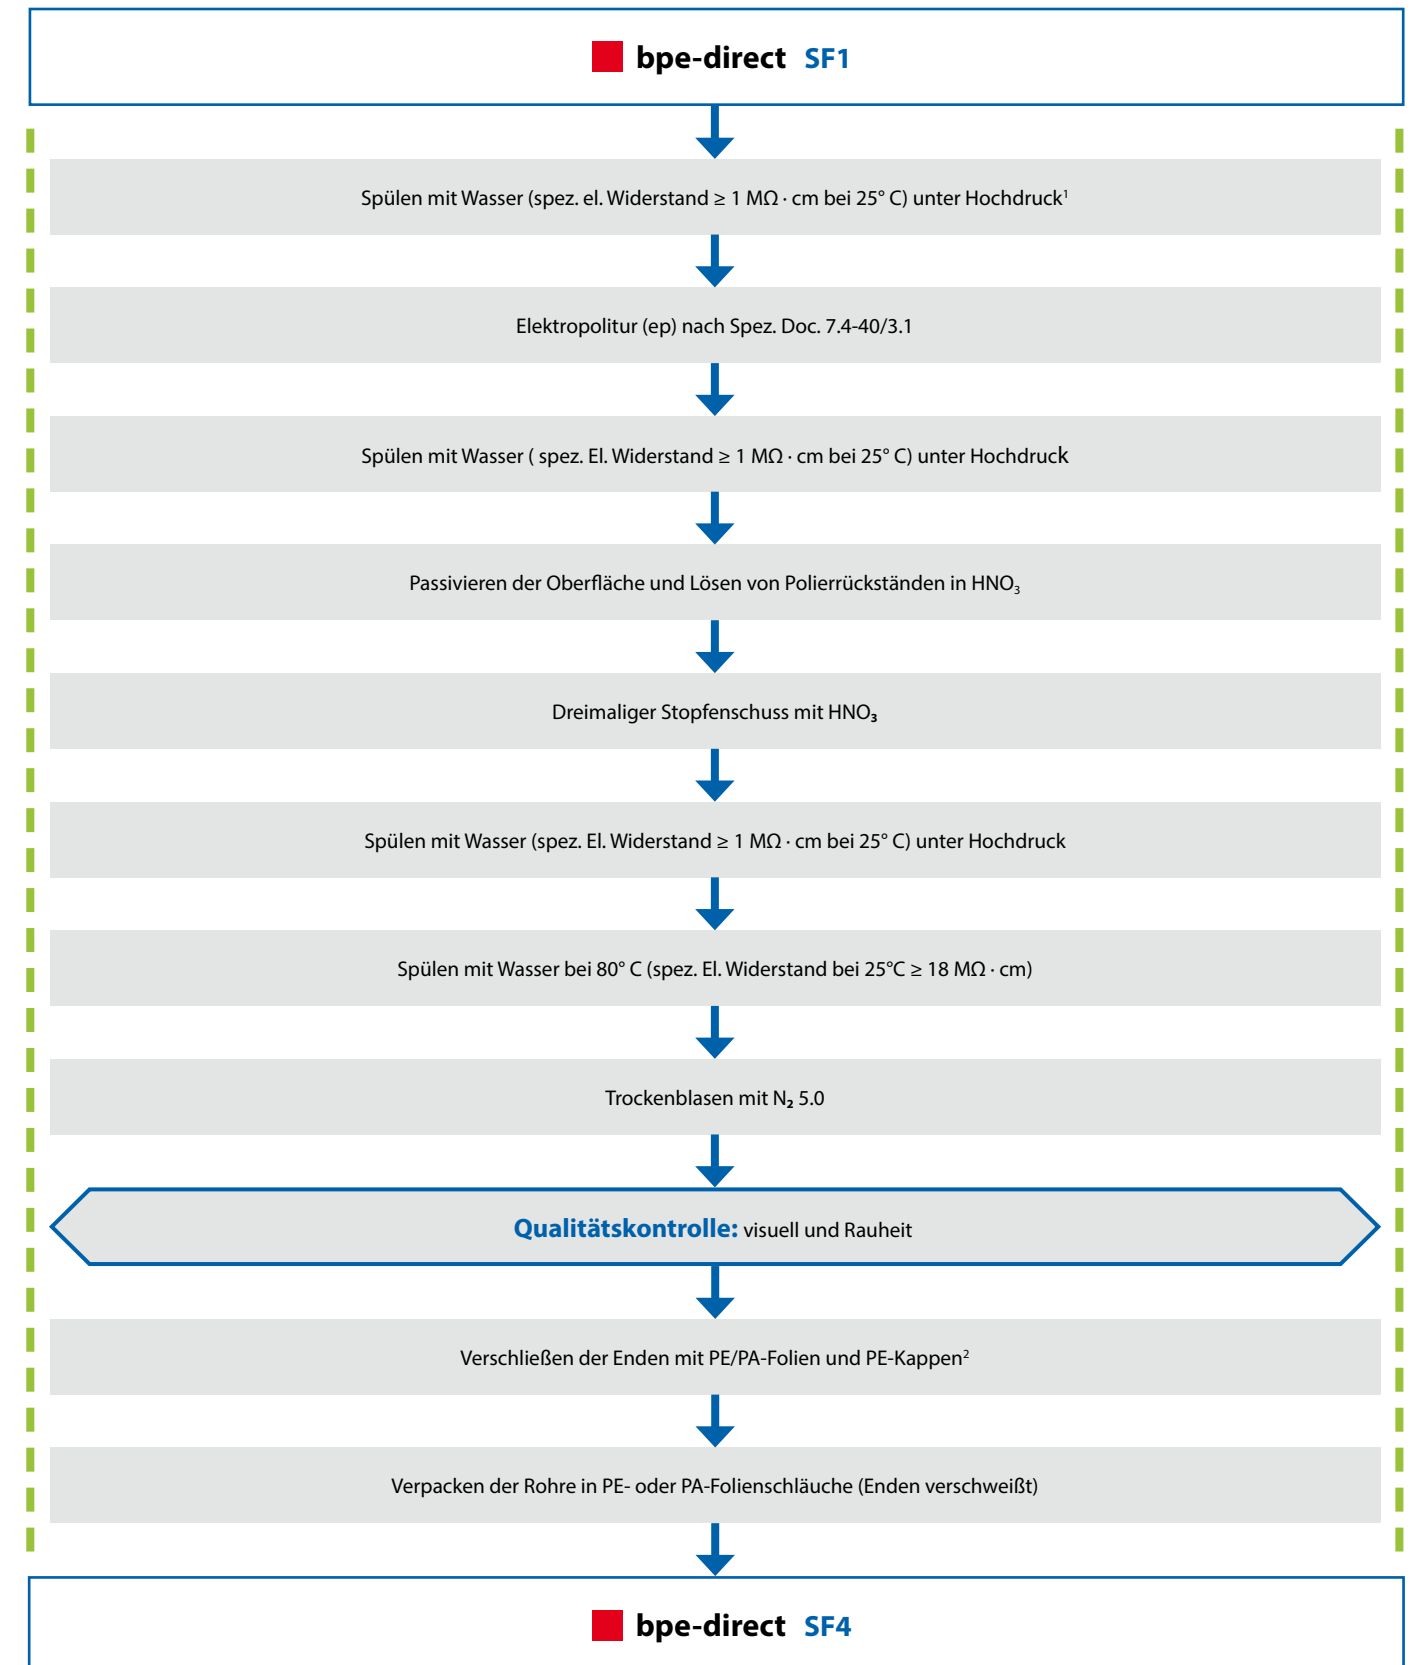 bpe-direct SF1
Spülen mit Wasser (spez. el. Widerstand ≥ 1 MΩ · cm bei 25° C) unter Hochdruck¹
Elektropolitur (ep) nach Spez. Doc. 7.4-40/3.1
Spülen mit Wasser ( spez. El. Widerstand ≥ 1 MΩ · cm bei 25° C) unter Hochdruck
Passivieren der Oberfläche und Lösen von Polierrückständen in HNO₃
Dreimaliger Stopfenschuss mit HNO₃
Spülen mit Wasser (spez. El. Widerstand ≥ 1 MΩ · cm bei 25° C) unter Hochdruck
Spülen mit Wasser bei 80° C (spez. El. Widerstand bei 25°C ≥ 18 MΩ · cm)
Trockenblasen mit N₂ 5.0
Qualitätskontrolle: visuell und Rauheit
Verschließen der Enden mit PE/PA-Folien und PE-Kappen²
Verpacken der Rohre in PE- oder PA-Folienschläuche (Enden verschweißt)
bpe-direct SF4